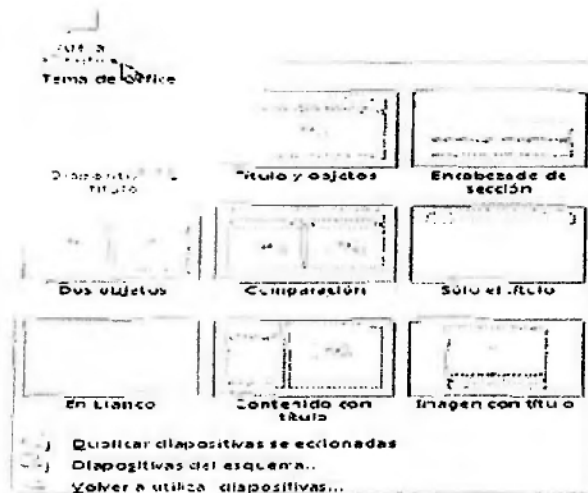 Tema de Office
Título y objetos
Encabezado de
sección
título
Dos objetos
Comparación
Sólo el título
En blanco
Contenido con
título
Imagen con título
Duplicar diapositivas seleccionadas
Diapositivas del esquema...
Volver a utilizar diapositivas...